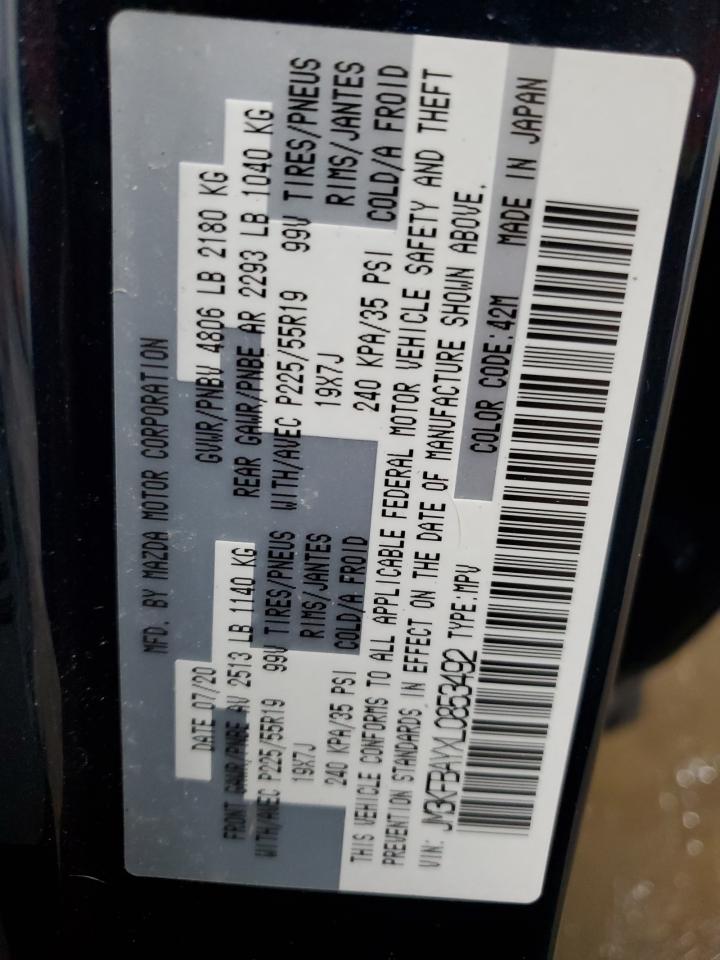 MFD. BY MAZDA MOTOR CORPORATION
DATE 07/20 GVWR/PNBV 4806 LB 2180 KG
FRONT GAWR/PNBE AV 2513 LB 1140 KG REAR GAWR/PNBE AR 2293 LB 1040 KG
WITH/AVEC P225/55R19 99V TIRES/PNEUS WITH/AVEC P225/55R19 99V TIRES/PNEUS
19X7J RIMS/JANTES 19X7J RIMS/JANTES
240 KPA/35 PSI COLD/A FROID 240 KPA/35 PSI COLD/A FROID
THIS VEHICLE CONFORMS TO ALL APPLICABLE FEDERAL MOTOR VEHICLE SAFETY AND THEFT
PREVENTION STANDARDS IN EFFECT ON THE DATE OF MANUFACTURE SHOWN ABOVE.
VIN: JM3KFBAYXL0853492 TYPE:MPV COLOR CODE:42M MADE IN JAPAN